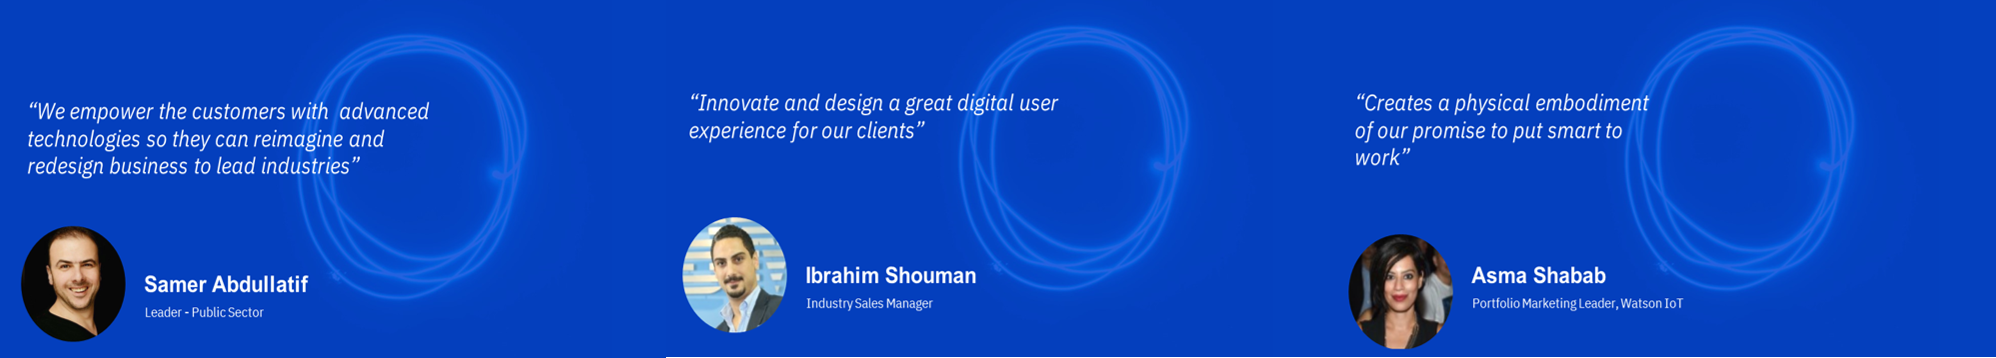 “We empower the customers with  advanced
technologies so they can reimagine and
redesign business to lead industries”
Samer Abdullatif
Leader - Public Sector
“Innovate and design a great digital user
experience for our clients”
Ibrahim Shouman
Industry Sales Manager
“Creates a physical embodiment
of our promise to put smart to
work”
Asma Shabab
Portfolio Marketing Leader, Watson IoT